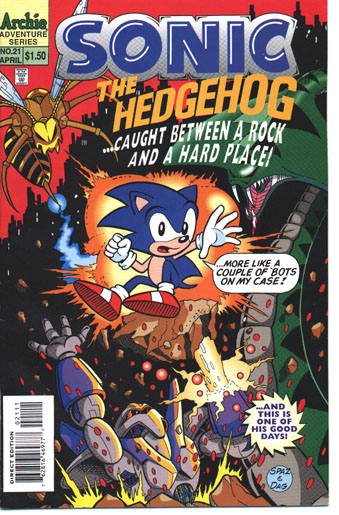 Archie
ADVENTURE
SERIES
NO.21
APRIL
$1.50
SONIC
THE
HEDGEHOG
...CAUGHT BETWEEN A ROCK
AND A HARD PLACE!
...MORE LIKE A
COUPLE OF BOTS
ON MY CASE!
...AND
THIS IS
ONE OF
HIS GOOD
DAYS!
SPAZ
& DAG
DIRECT EDITION
02111